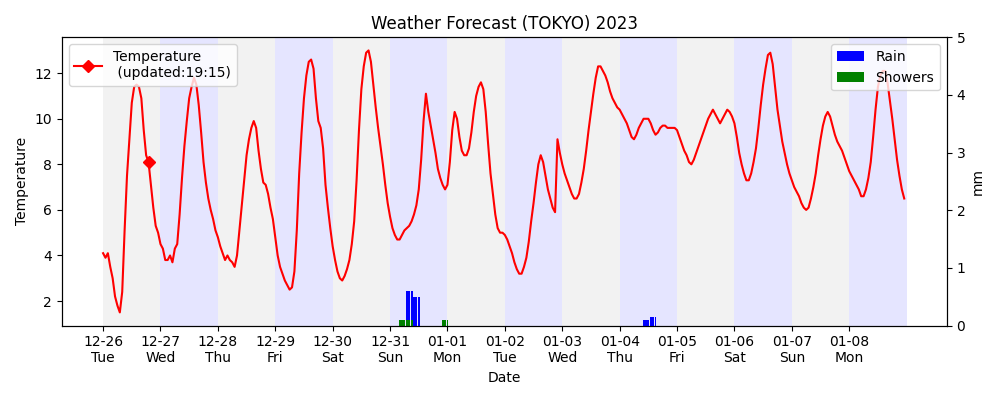 Weather Forecast (TOKYO) 2023
Temperature
(updated:19:15)
Rain
Showers
Temperature
12
10
8
6
4
2
5
4
3
2
1
0
mm
12-26 12-27 12-28 12-29 12-30 12-31 01-01 01-02 01-03 01-04 01-05 01-06 01-07 01-08
Tue Wed Thu Fri Sat Sun Mon Tue Wed Thu Fri Sat Sun Mon
Date